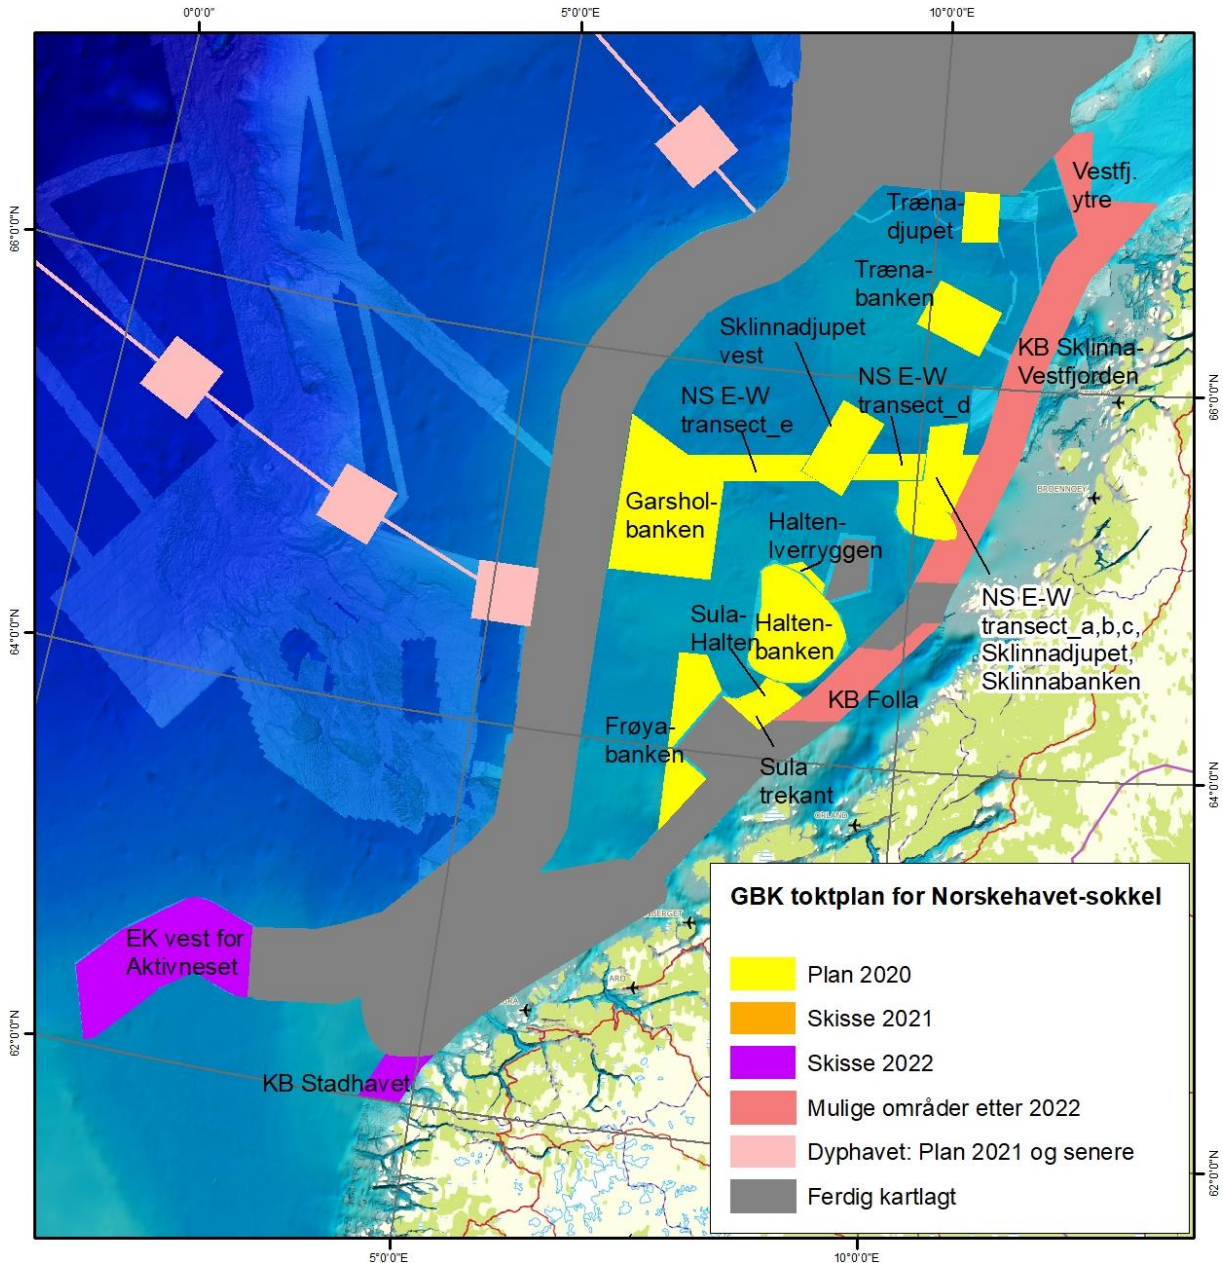 0°0'0"
5°0'0"E
10°0'0"E
66°0'0"N
64°0'0"N
62°0'0"N
66°0'0"N
64°0'0"N
62°0'0"N
5°0'0"E
10°0'0"E
Vestfj.
ytre
Træna-
djupet
Træna-
banken
Sklinnadjupet
vest
KB Sklinna-
Vestfjorden
NS E-W
transect_d
NS E-W
transect_e
BROENNOEY
Garshol-
banken
Halten-
Iverryggen
NS E-W
transect_a,b,c,
Sklinnadjupet,
Sklinnabanken
Sula-
Halten
Halten-
banken
KB Folla
Frøya-
banken
Sula
trekant
ORLAND
EK vest for
Aktivneset
ARO
KB Stadhavet
GBK toktplan for Norskehavet-sokkel
Plan 2020
Skisse 2021
Skisse 2022
Mulige områder etter 2022
Dyphavet: Plan 2021 og senere
Ferdig kartlagt